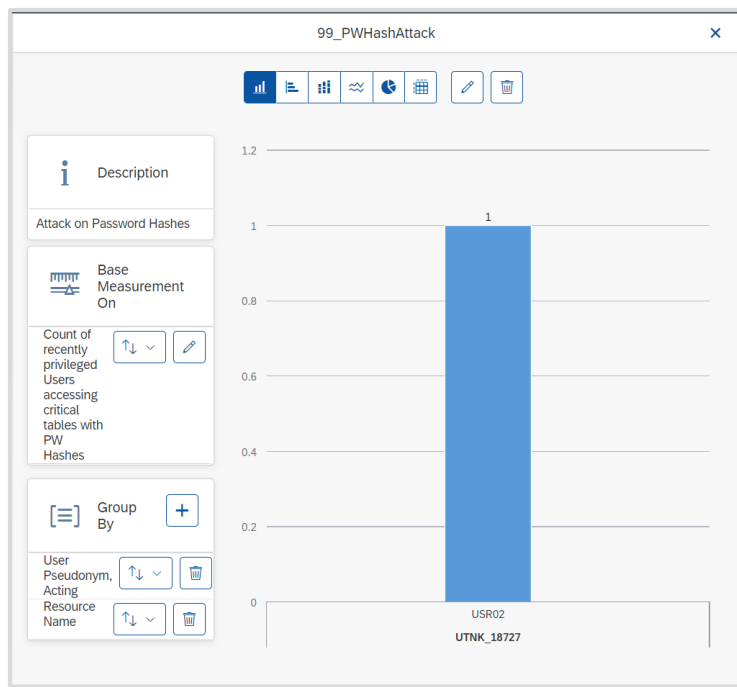 99_PWHashAttack
Description
Attack on Password Hashes
Base
Measurement
On
Count of
recently
privileged
Users
accessing
critical
tables with
PW
Hashes
Group
By
User
Pseudonym,
Acting
Resource
Name
1.2
1
0.8
0.6
0.4
0.2
0
1
USR02
UTNK_18727